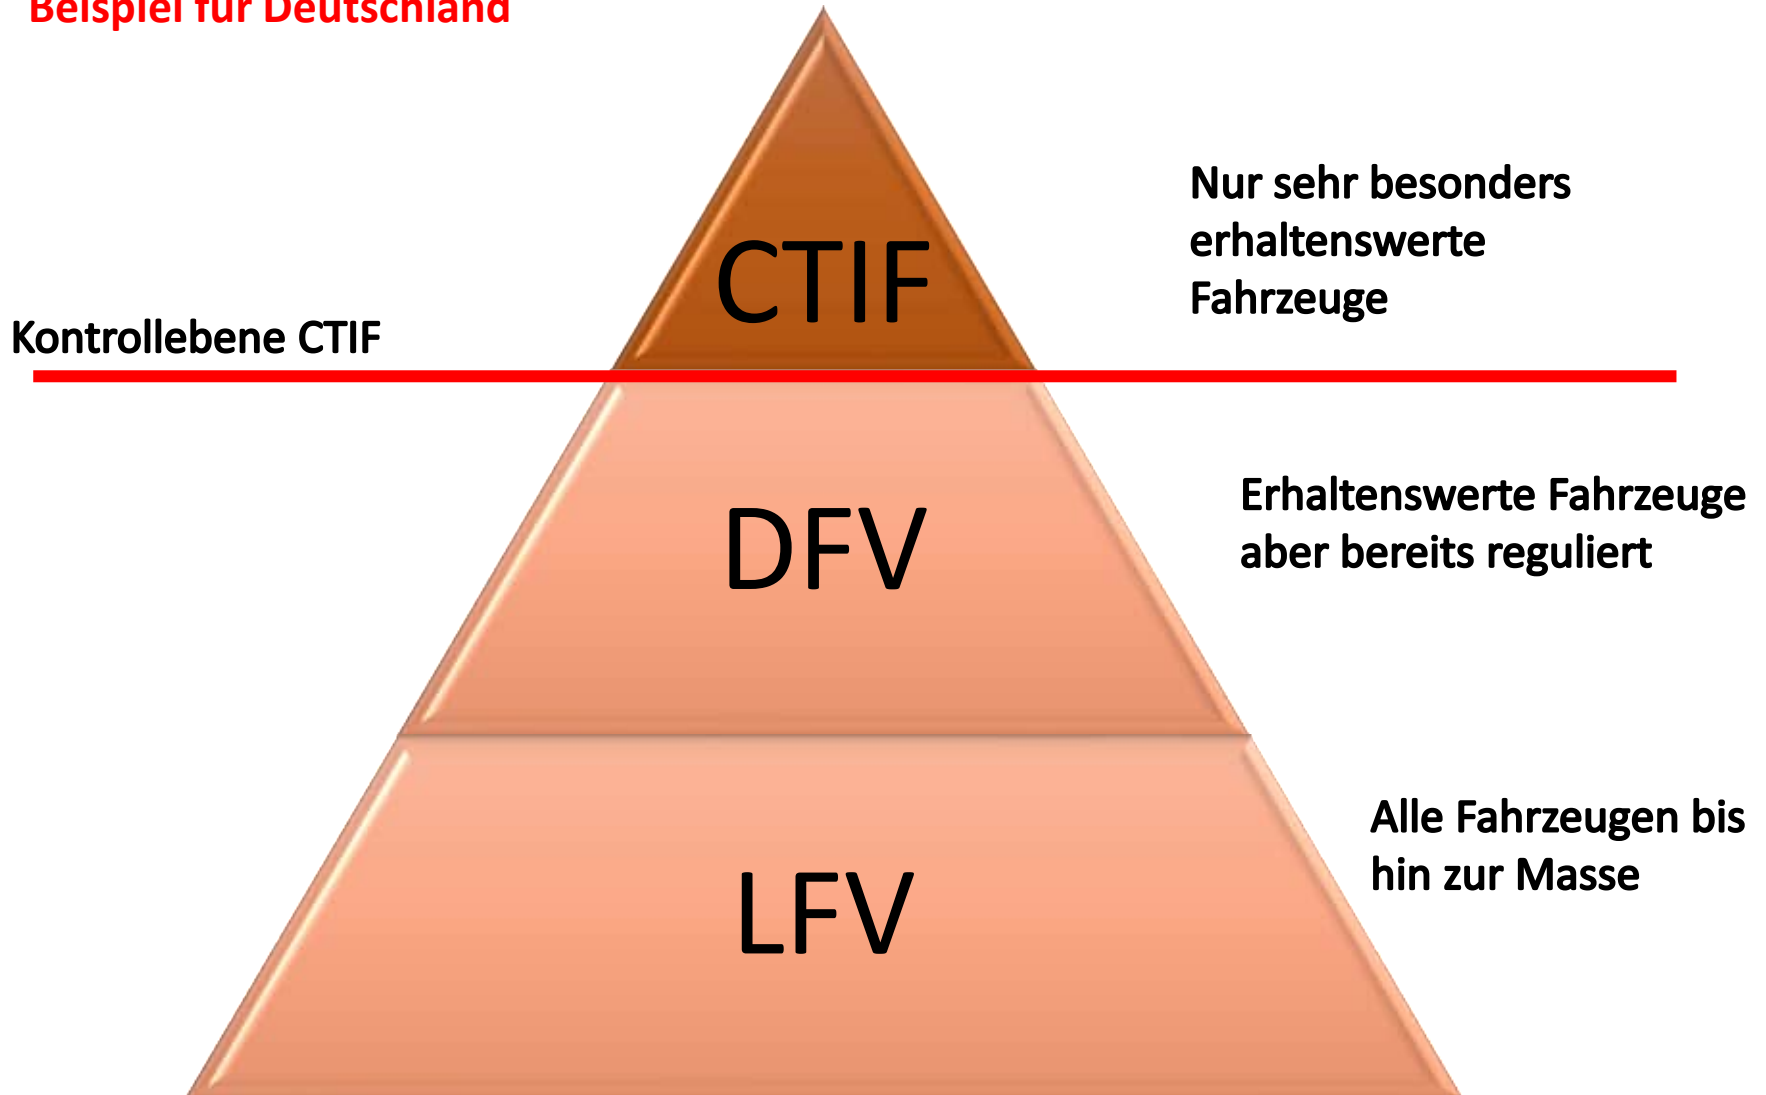 Beispiel für Deutschland
Nur sehr besonders
erhaltenswerte
Fahrzeuge
CTIF
Kontrollebene CTIF
Erhaltenswerte Fahrzeuge
aber bereits reguliert
DFV
Alle Fahrzeugen bis
hin zur Masse
LFV